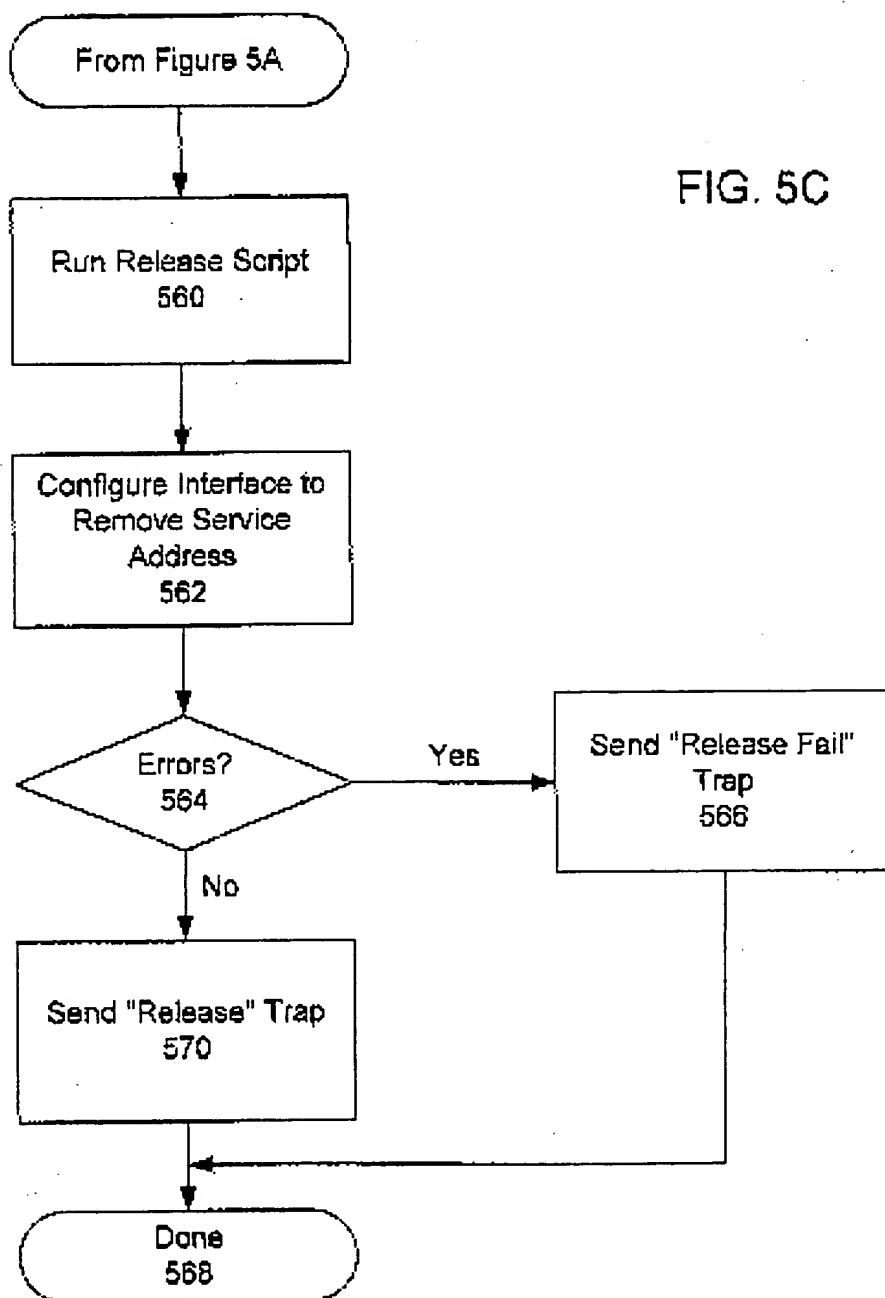 From Figure 5A
FIG. 5C
Run Release Script
560
Configure Interface to
Remove Service
Address
562
Errors?
564
Yes
Send "Release Fail"
Trap
566
No
Send "Release" Trap
570
Done
568